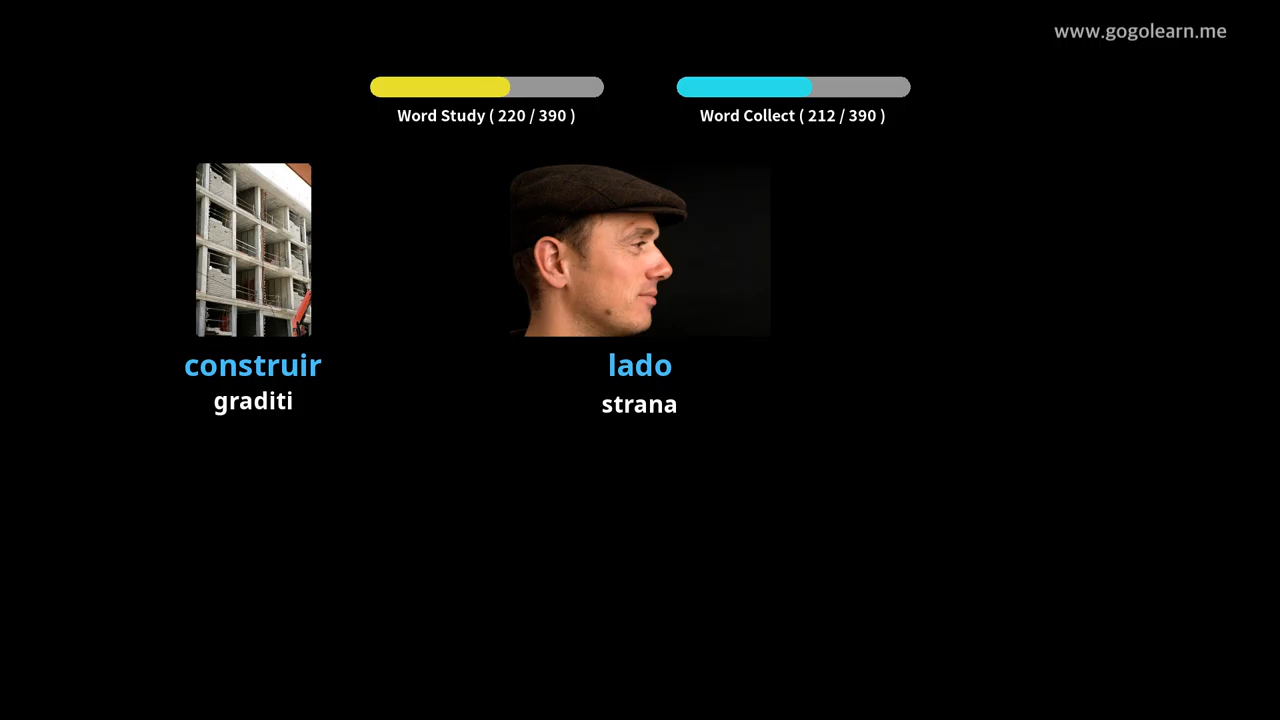 www.gogolearn.me
Word Study ( 220 / 390 )
Word Collect ( 212 / 390 )
construir
graditi
lado
strana